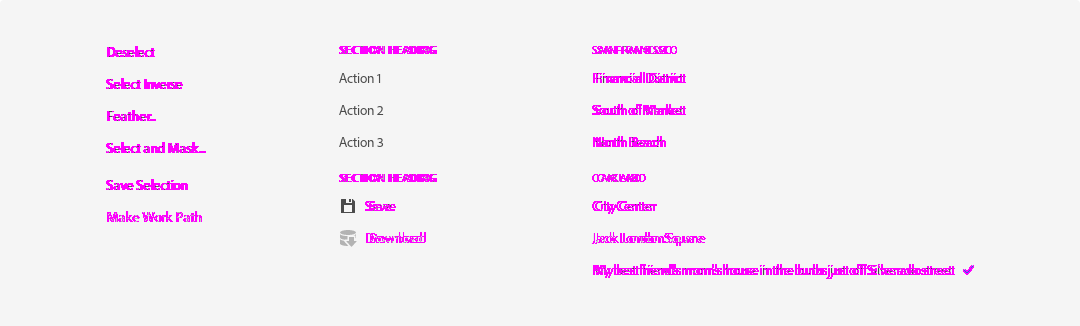 Deselect
Select Inverse
Feather...
Select and Mask...
Save Selection
Make Work Path
SECTION HEADING
Action 1
Action 2
Action 3
SECTION HEADING
Save
Download
SAN FRANCISCO
Financial District
South of Market
North Beach
OAKLAND
City Center
Jack London Square
My best friend's mom's house in the burbs just off Silverado street